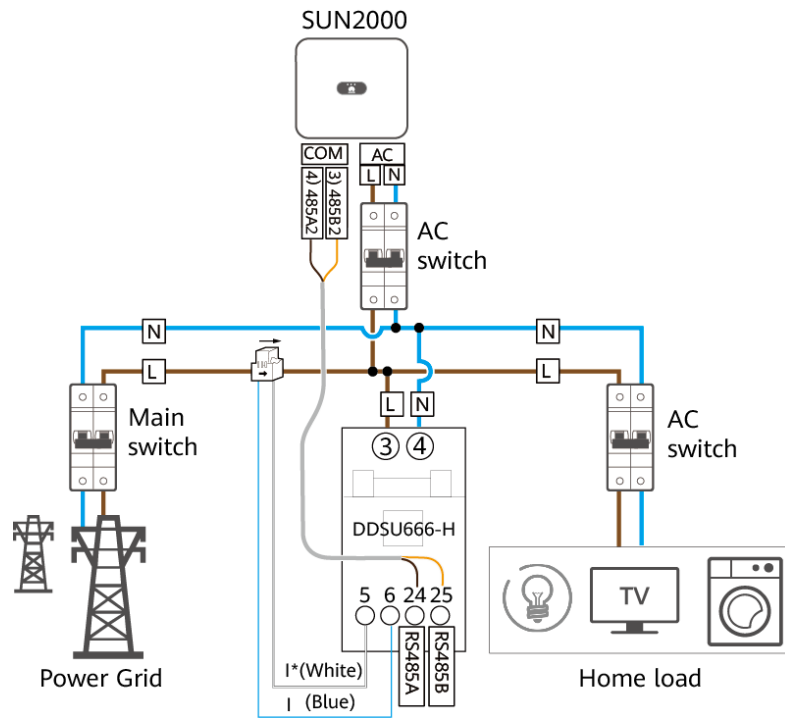 SUN2000
COM
AC
L
N
4) 485A2
3) 485B2
AC
switch
N
N
L
L
L
N
Main
switch
AC
switch
3
4
DDSU666-H
5
6
24
25
TV
RS485A
RS485B
I*(White)
I (Blue)
Power Grid
Home load